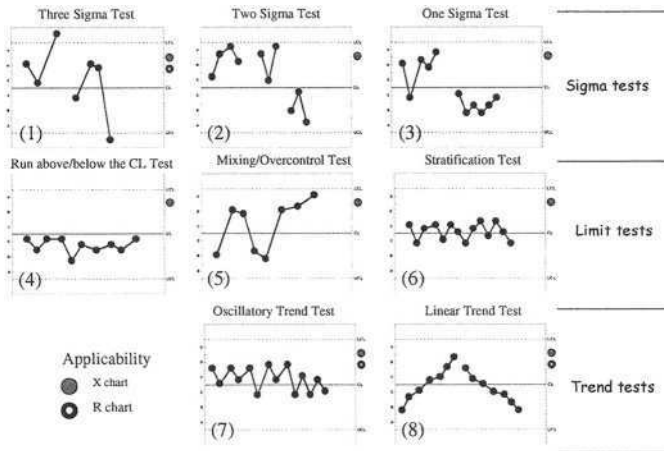 Three Sigma Test
Two Sigma Test
One Sigma Test
(1)
(2)
(3)
Sigma tests
Run above/below the CL Test
Mixing/Overcontrol Test
Stratification Test
(4)
(5)
(6)
Limit tests
Oscillatory Trend Test
Linear Trend Test
Applicability
X chart
R chart
(7)
(8)
Trend tests